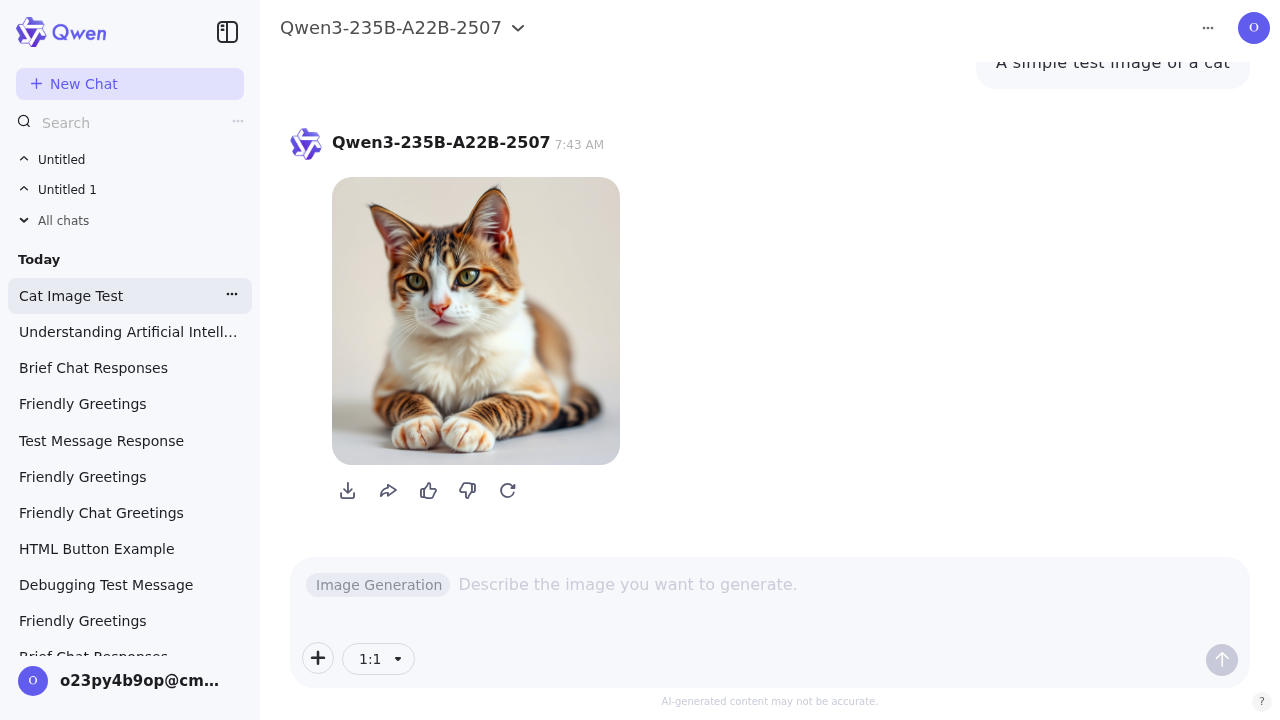 Qwen
New Chat
Search
Untitled
Untitled 1
All chats
Today
Cat Image Test
Understanding Artificial Intell...
Brief Chat Responses
Friendly Greetings
Test Message Response
Friendly Greetings
Friendly Chat Greetings
HTML Button Example
Debugging Test Message
Friendly Greetings
Brief Chat Responses
O
o23py4b9op@cm...
Qwen3-235B-A22B-2507
O
A simple test image of a cat
Qwen3-235B-A22B-2507 7:43 AM
Image Generation Describe the image you want to generate.
1:1
AI-generated content may not be accurate.
?